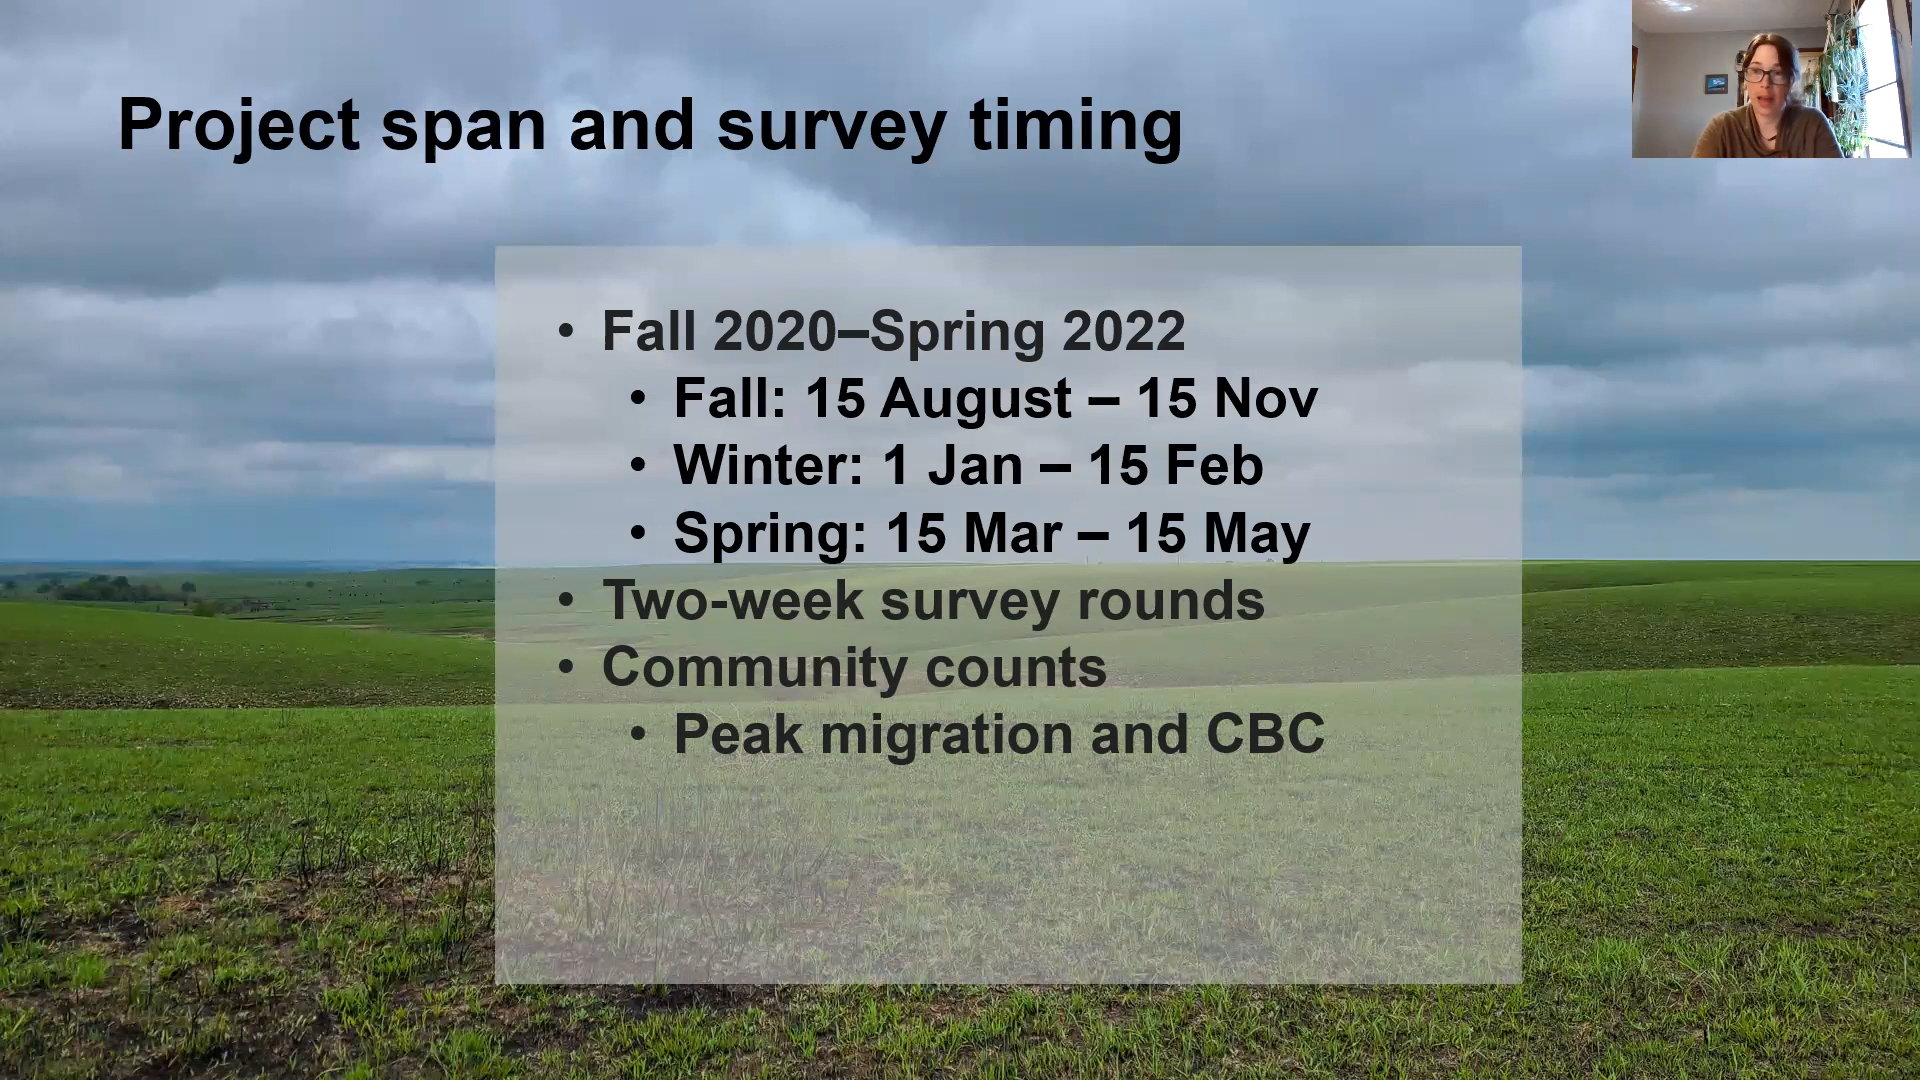 Project span and survey timing
• Fall 2020–Spring 2022
• Fall: 15 August – 15 Nov
• Winter: 1 Jan – 15 Feb
• Spring: 15 Mar – 15 May
• Two-week survey rounds
• Community counts
• Peak migration and CBC